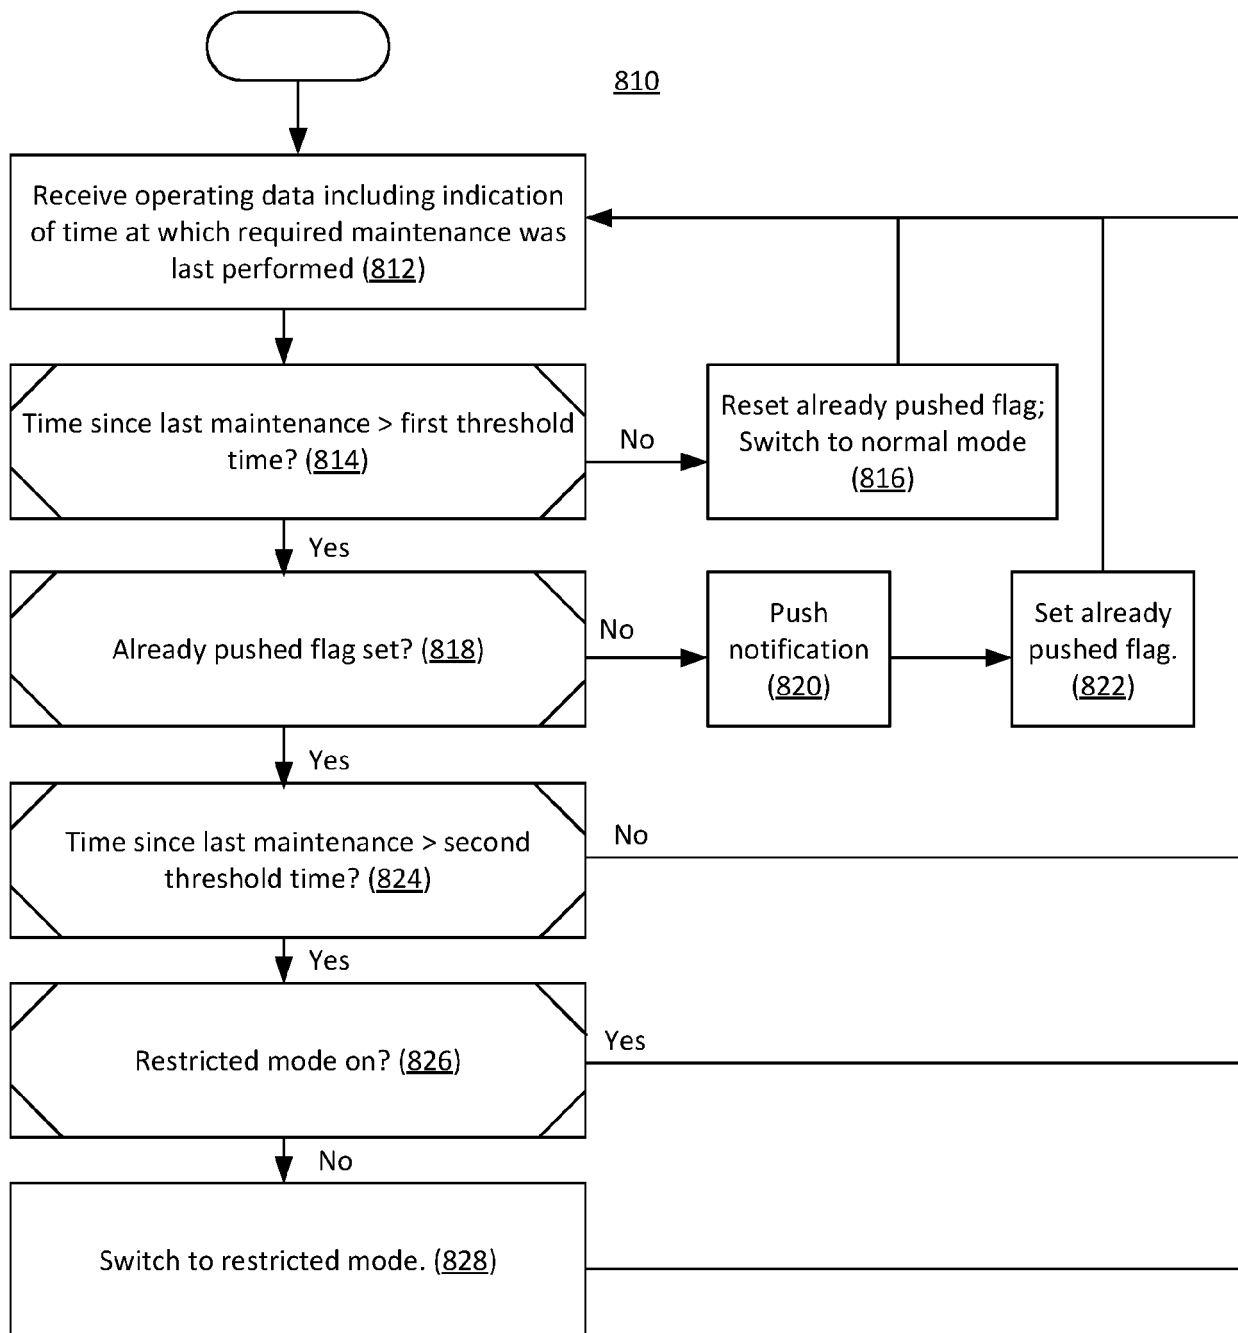 810
Receive operating data including indication
of time at which required maintenance was
last performed (812)
Time since last maintenance > first threshold
time? (814)
No
Reset already pushed flag;
Switch to normal mode
(816)
Yes
Already pushed flag set? (818)
No
Push
notification
(820)
Set already
pushed flag.
(822)
Yes
Time since last maintenance > second
threshold time? (824)
No
Yes
Restricted mode on? (826)
Yes
No
Switch to restricted mode. (828)